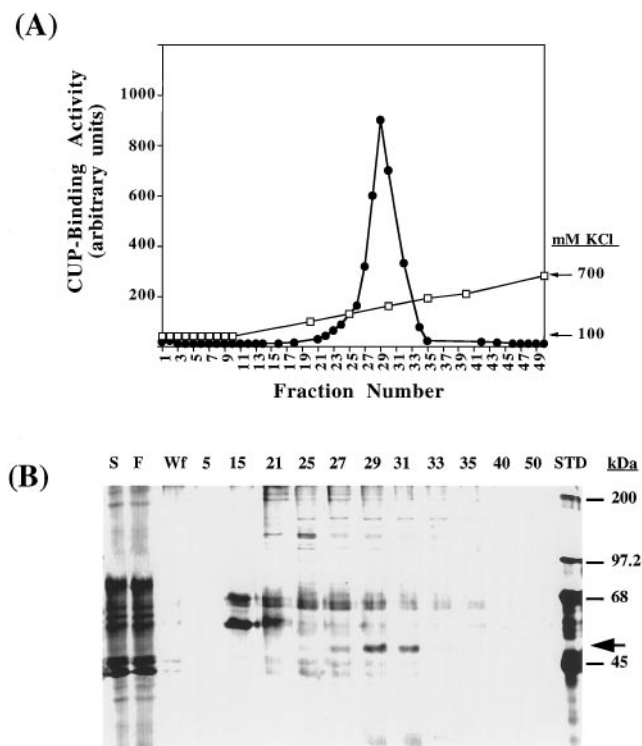 (A)
CUP-Binding Activity
(arbitrary units)
1000
800
600
400
200
mM KCl
700
100
1 3 5 7 9 11 13 15 17 19 21 23 25 27 29 31 33 35 37 39 41 43 45 47 49
Fraction Number
(B)
S F Wf 5 15 21 25 27 29 31 33 35 40 50 STD kDa
200
97.2
68
45